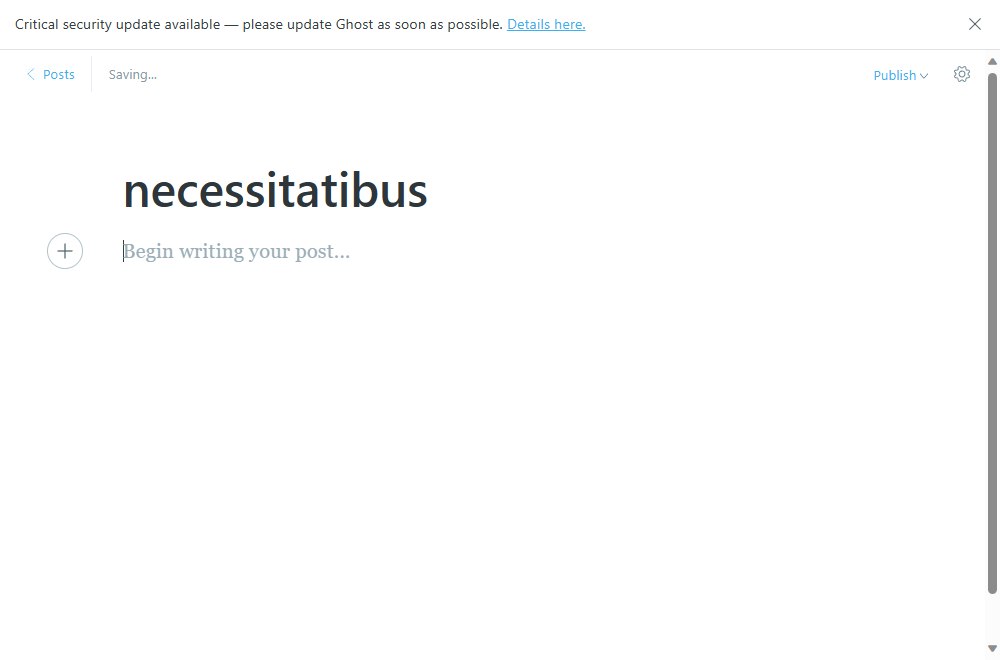 Critical security update available — please update Ghost as soon as possible. Details here.
Posts
Saving...
Publish
necessitatibus
Begin writing your post...